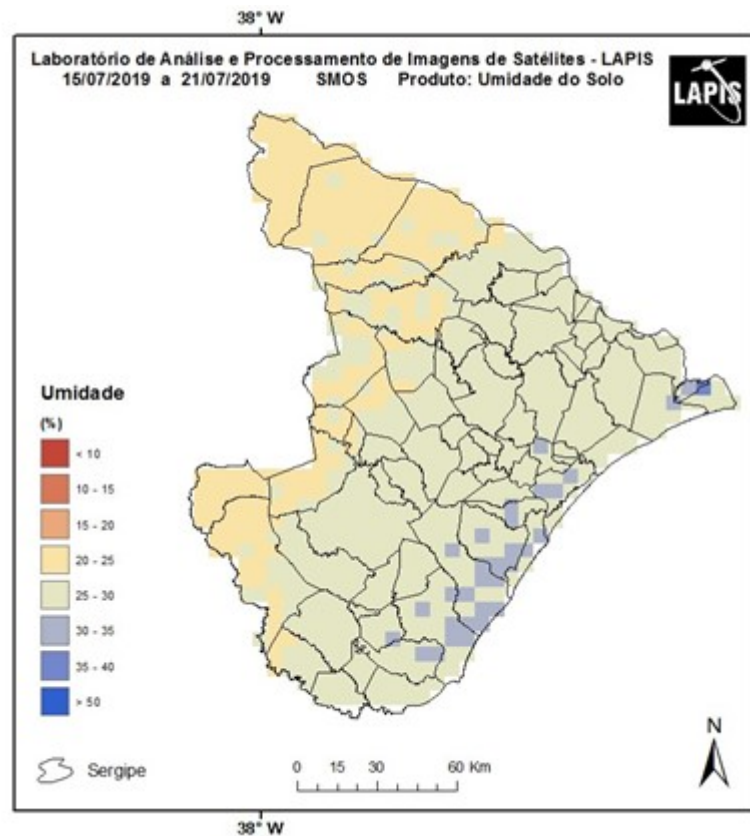 38° W
Laboratório de Análise e Processamento de Imagens de Satélites - LAPIS
15/07/2019 a 21/07/2019 SMOS Produto: Umidade do Solo
LAPIS
Umidade
(%)
< 10
10 - 15
15 - 20
20 - 25
25 - 30
30 - 35
35 - 40
> 50
Sergipe
0 15 30 60 Km
N
38° W